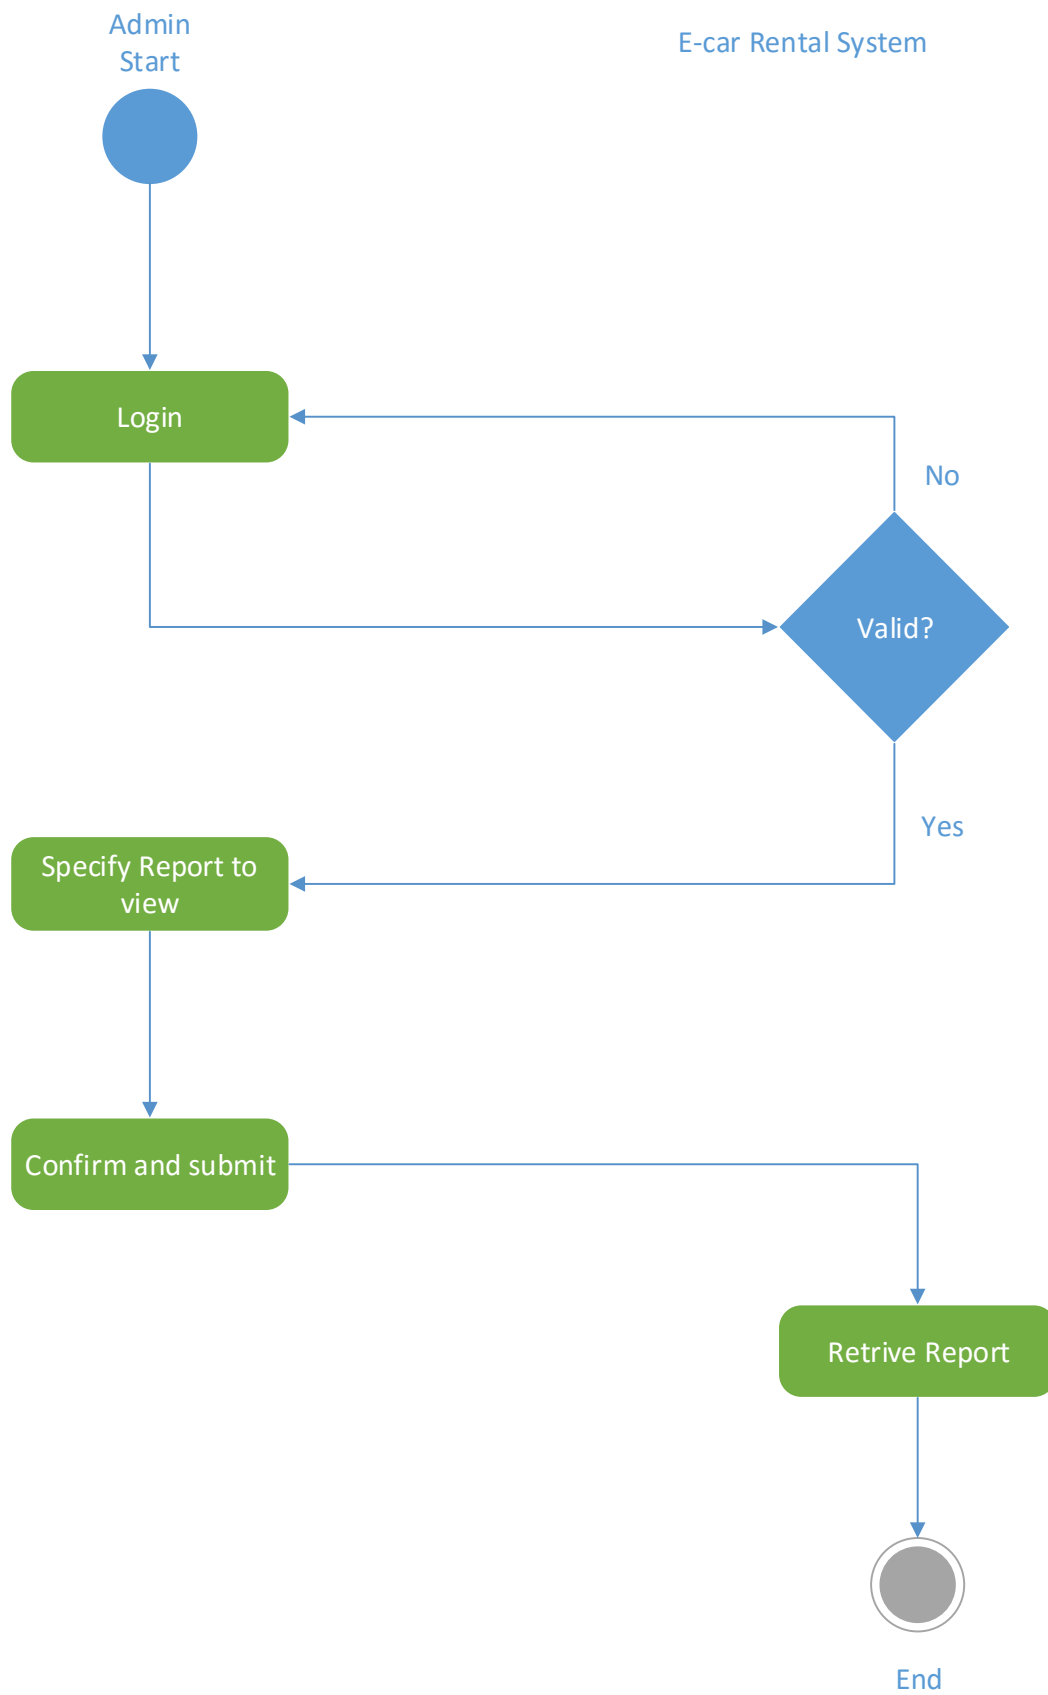 Admin
Start
E-car Rental System
Login
No
Valid?
Yes
Specify Report to
view
Confirm and submit
Retrive Report
End